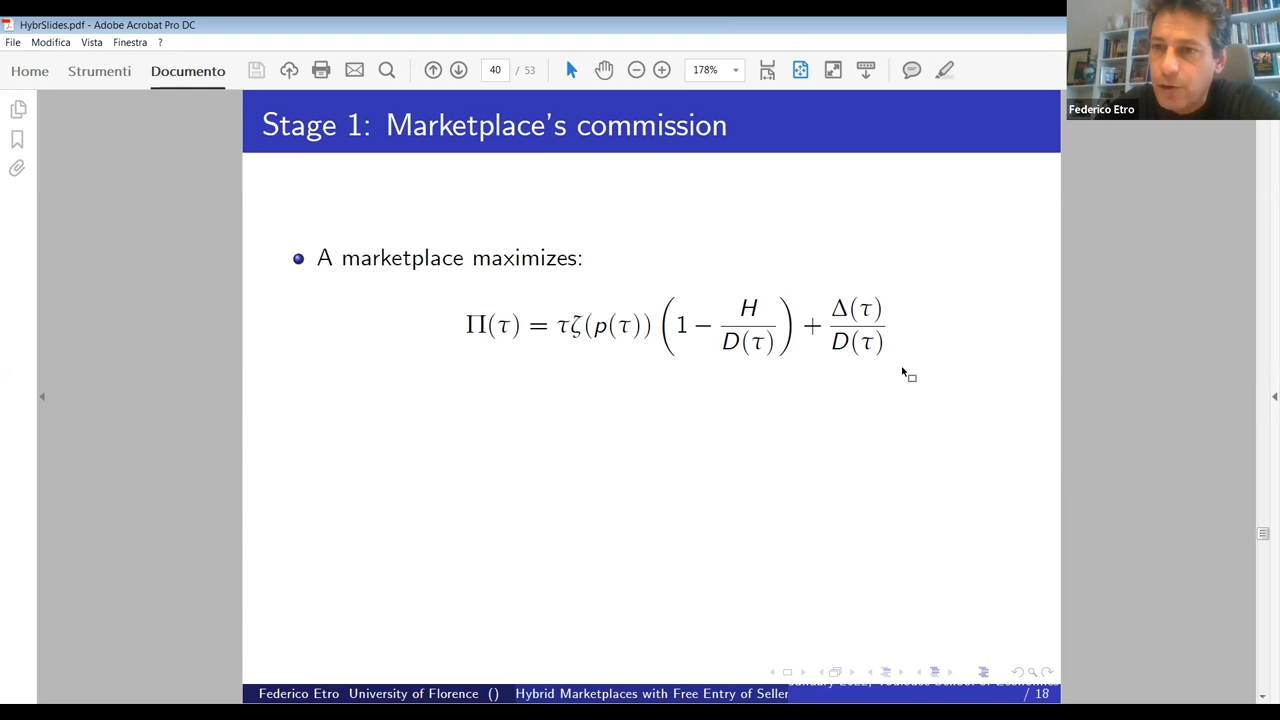 HybrSlides.pdf - Adobe Acrobat Pro DC
File Modifica Vista Finestra ?
Home Strumenti Documento 40 / 53 178%
Federico Etro
Stage 1: Marketplace's commission
A marketplace maximizes:
Π(τ) = τζ(p(τ)) (1 − H/D(τ)) + Δ(τ)/D(τ)
Federico Etro University of Florence () Hybrid Marketplaces with Free Entry of Seller
/ 18